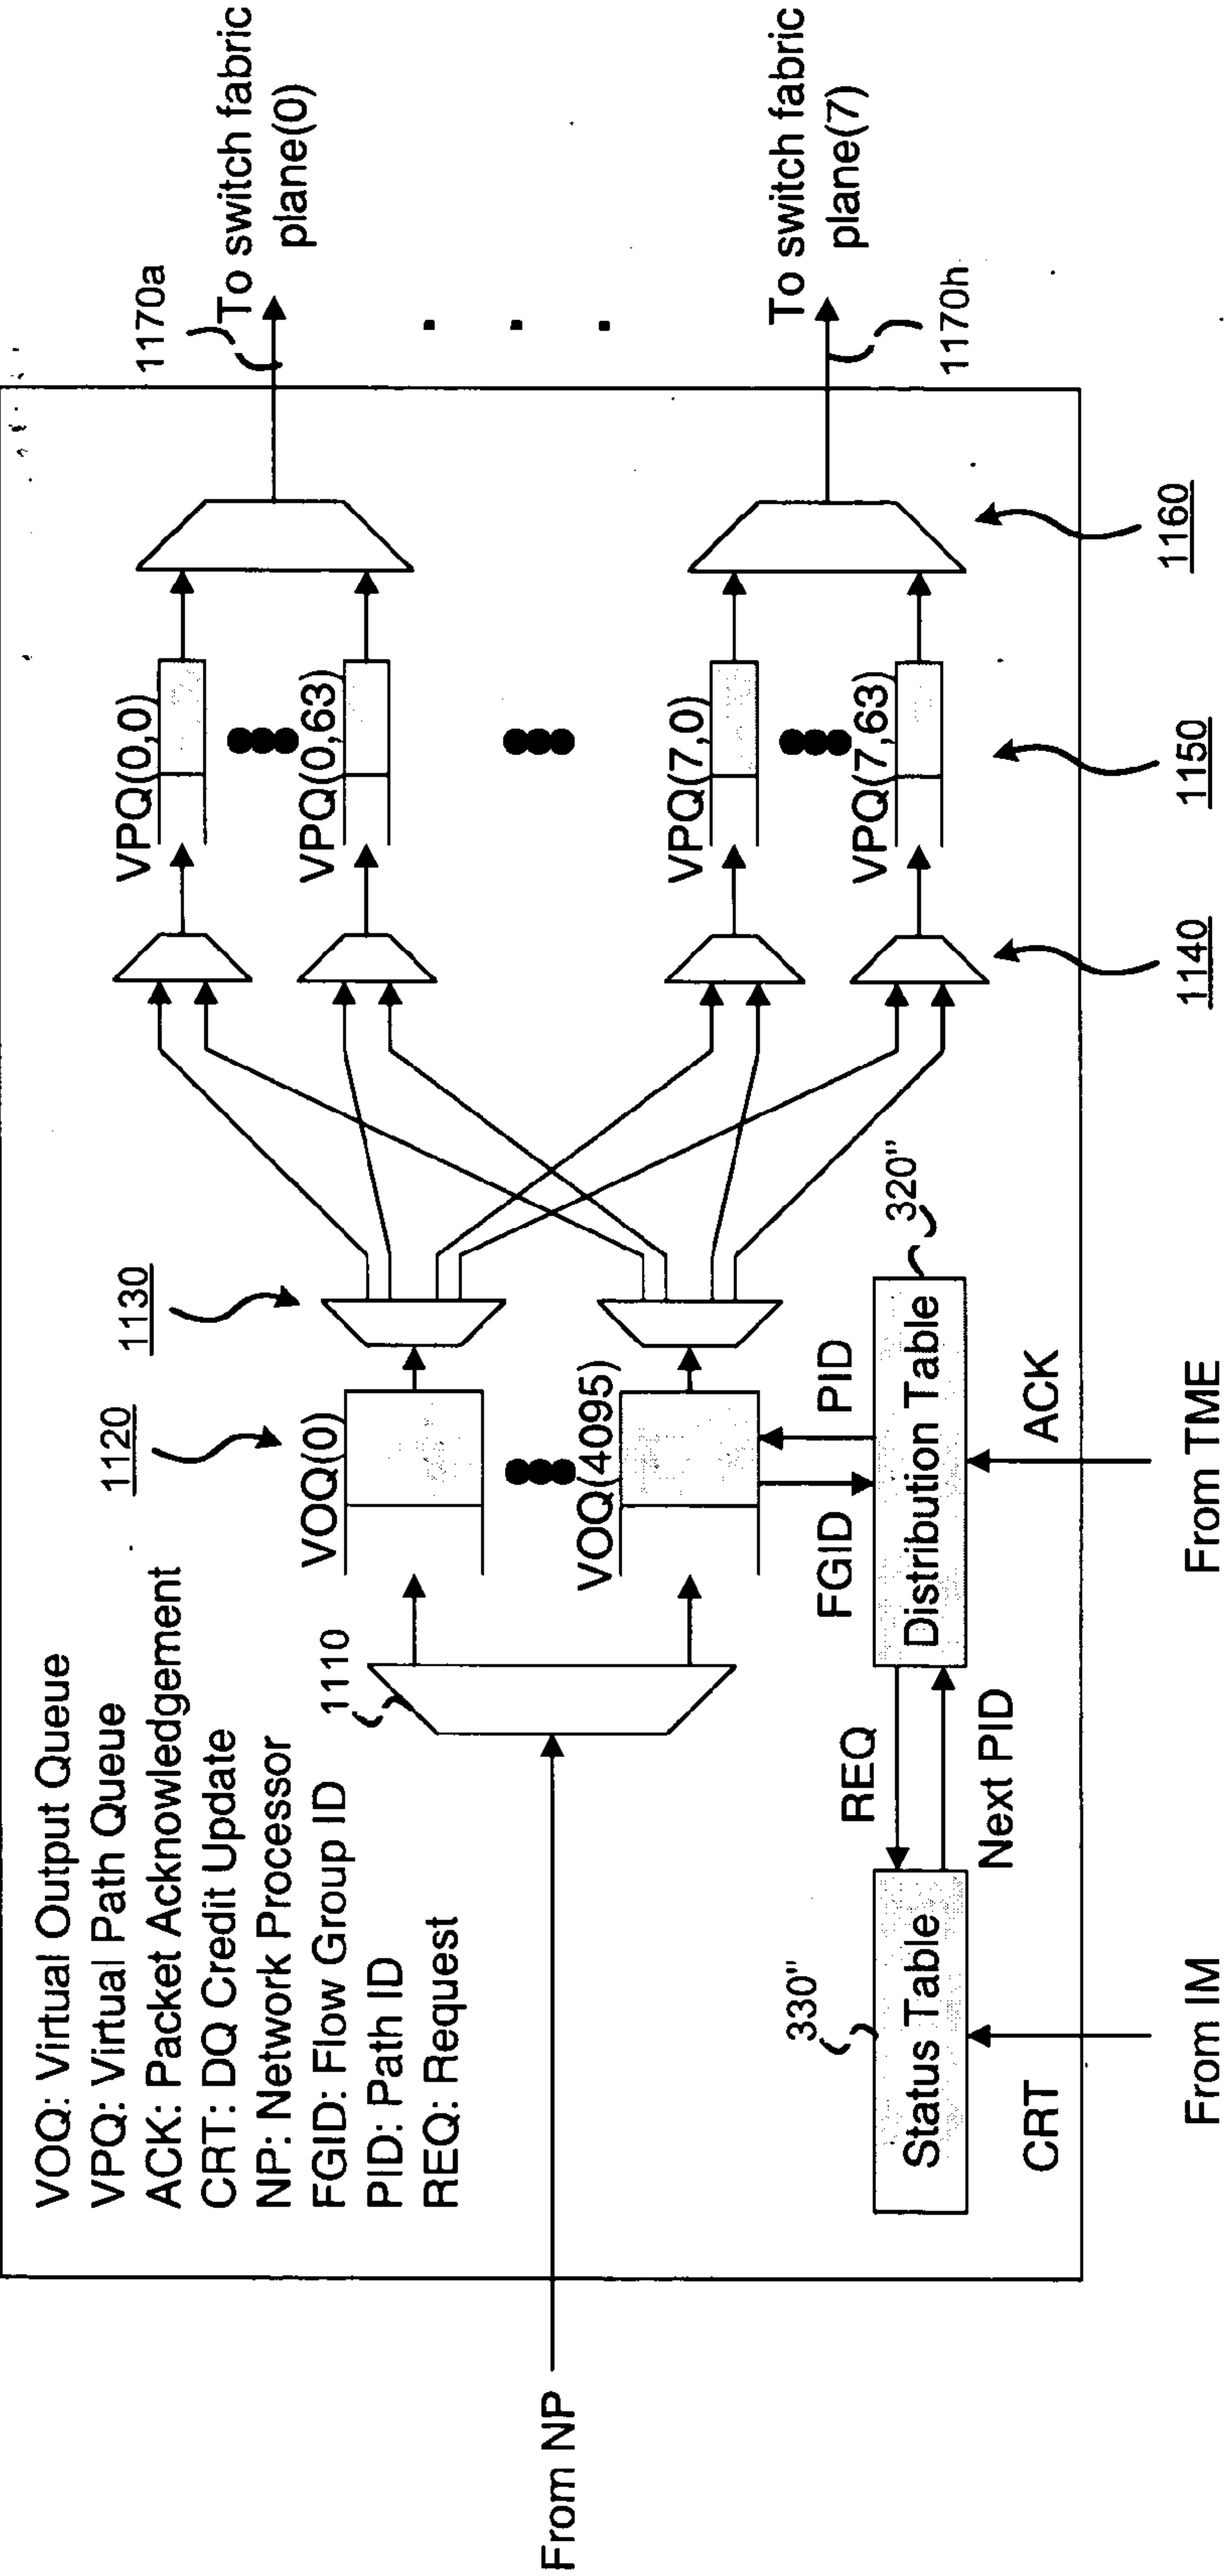 VOQ: Virtual Output Queue
VPQ: Virtual Path Queue
ACK: Packet Acknowledgement
CRT: DQ Credit Update
NP: Network Processor
FGID: Flow Group ID
PID: Path ID
REQ: Request
From NP
1110
1120
VOQ(0)
VOQ(4095)
1130
VPQ(0,0)
VPQ(0,63)
VPQ(7,0)
VPQ(7,63)
1140
1150
1160
1170a
To switch fabric
plane(0)
To switch fabric
plane(7)
1170h
FGID
PID
320"
Distribution Table
REQ
Next PID
330"
Status Table
CRT
ACK
From IM
From TME